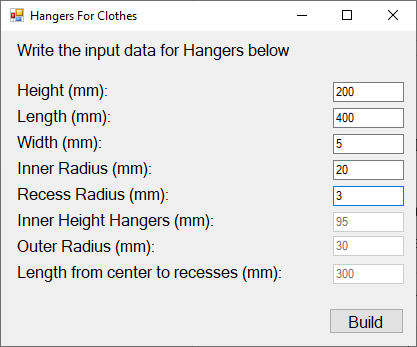 Hangers For Clothes
Write the input data for Hangers below
Height (mm): 200
Length (mm): 400
Width (mm): 5
Inner Radius (mm): 20
Recess Radius (mm): 3
Inner Height Hangers (mm): 95
Outer Radius (mm): 30
Length from center to recesses (mm): 300
Build